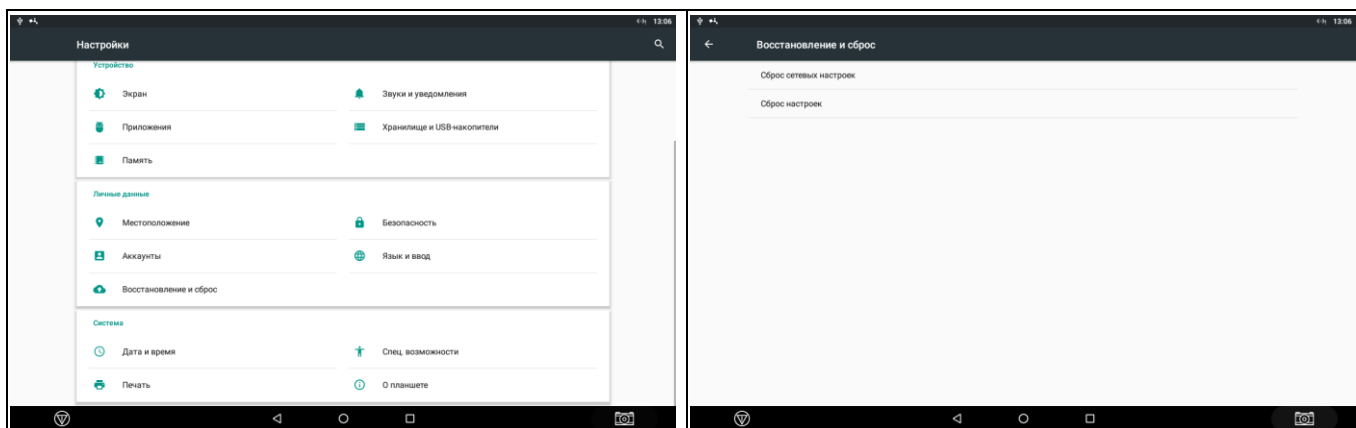 13:06
Настройки
Устройство
Экран
Звуки и уведомления
Приложения
Хранилище и USB-накопители
Память
Личные данные
Местоположение
Безопасность
Аккаунты
Язык и ввод
Восстановление и сброс
Система
Дата и время
Спец. возможности
Печать
О планшете
13:06
Восстановление и сброс
Сброс сетевых настроек
Сброс настроек